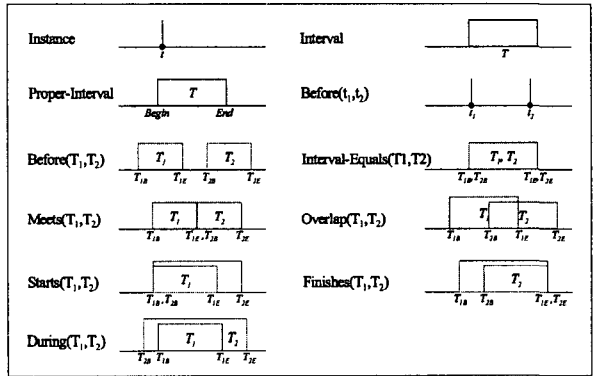 Instance
t
Interval
T
Proper-Interval
T
Begin End
Before(t₁,t₂)
t₁ t₂
Before(T₁,T₂)
T₁ T₂
T₁B T₁E T₂B T₂E
Interval-Equals(T1,T2)
T₁, T₂
T₁B,T₂B T₁E,T₂E
Meets(T₁,T₂)
T₁ T₂
T₁B T₁E,T₂B T₂E
Overlap(T₁,T₂)
T₁ T₂
T₁B T₂B T₁E T₂E
Starts(T₁,T₂)
T₁
T₁B,T₂B T₁E T₂E
Finishes(T₁,T₂)
T₂
T₁B T₂B T₁E,T₂E
During(T₁,T₂)
T₁ T₂
T₂B T₁B T₁E T₂E